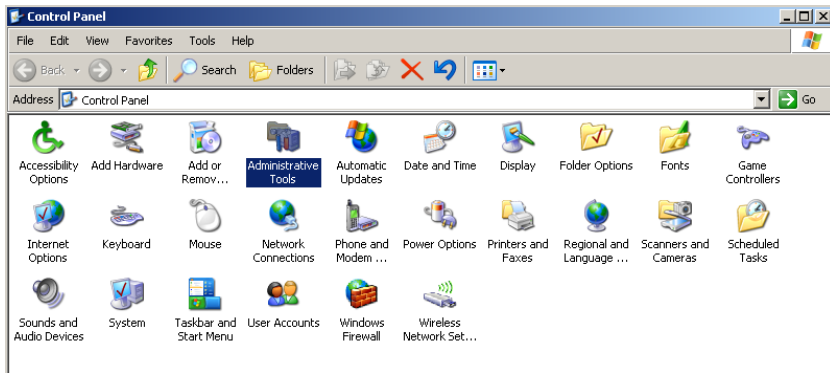 Control Panel
File Edit View Favorites Tools Help
Back Search Folders
Address Control Panel Go
Accessibility Options
Add Hardware
Add or Remov...
Administrative Tools
Automatic Updates
Date and Time
Display
Folder Options
Fonts
Game Controllers
Internet Options
Keyboard
Mouse
Network Connections
Phone and Modem ...
Power Options
Printers and Faxes
Regional and Language ...
Scanners and Cameras
Scheduled Tasks
Sounds and Audio Devices
System
Taskbar and Start Menu
User Accounts
Windows Firewall
Wireless Network Set...